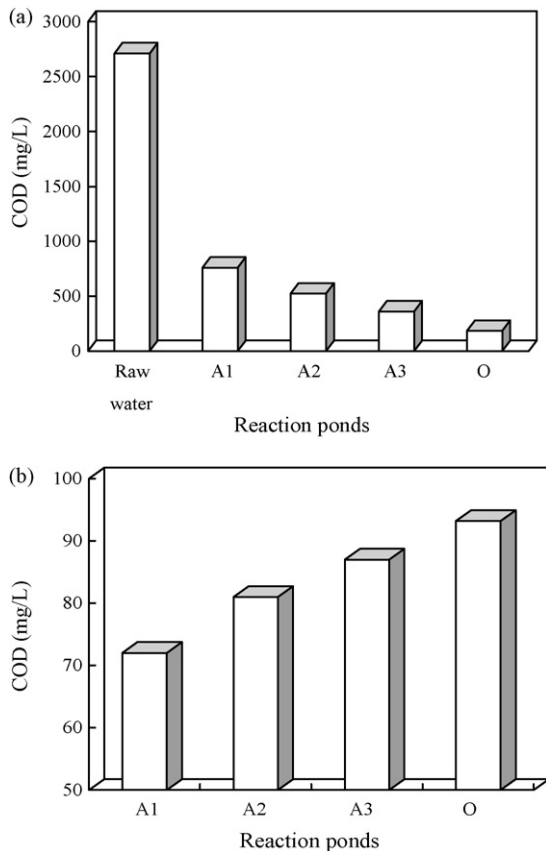 (a)
3000
2500
2000
1500
1000
500
0
COD (mg/L)
Raw water
A1
A2
A3
O
Reaction ponds
(b)
100
90
80
70
60
50
COD (mg/L)
A1
A2
A3
O
Reaction ponds